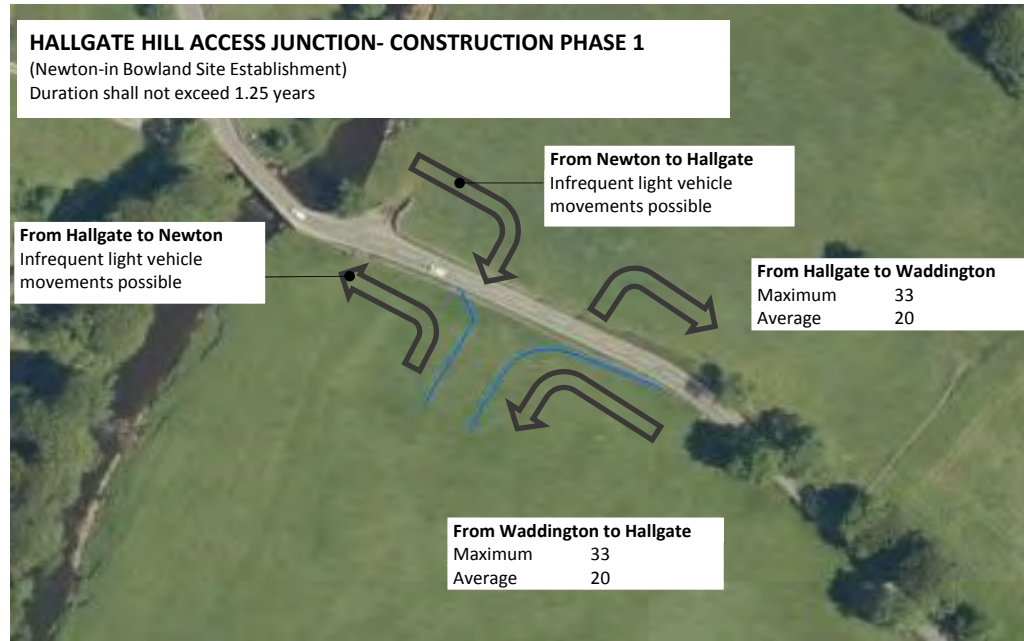 HALLGATE HILL ACCESS JUNCTION- CONSTRUCTION PHASE 1
(Newton-in Bowland Site Establishment)
Duration shall not exceed 1.25 years
From Newton to Hallgate
Infrequent light vehicle
movements possible
From Hallgate to Newton
Infrequent light vehicle
movements possible
From Hallgate to Waddington
Maximum 33
Average 20
From Waddington to Hallgate
Maximum 33
Average 20